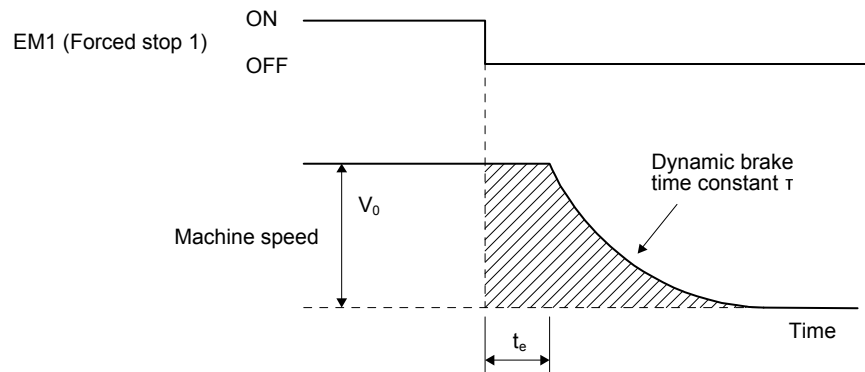 ON
EM1 (Forced stop 1)
OFF
Dynamic brake
time constant τ
V₀
Machine speed
Time
tₑ